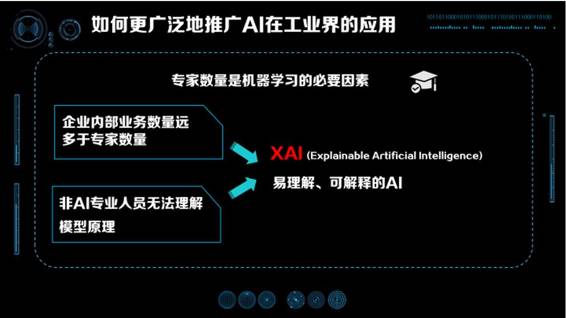 如何更广泛地推广AI在工业界的应用
专家数量是机器学习的必要因素
企业内部业务数量远
多于专家数量
XAI (Explainable Artificial Intelligence)
易理解、可解释的AI
非AI专业人员无法理解
模型原理